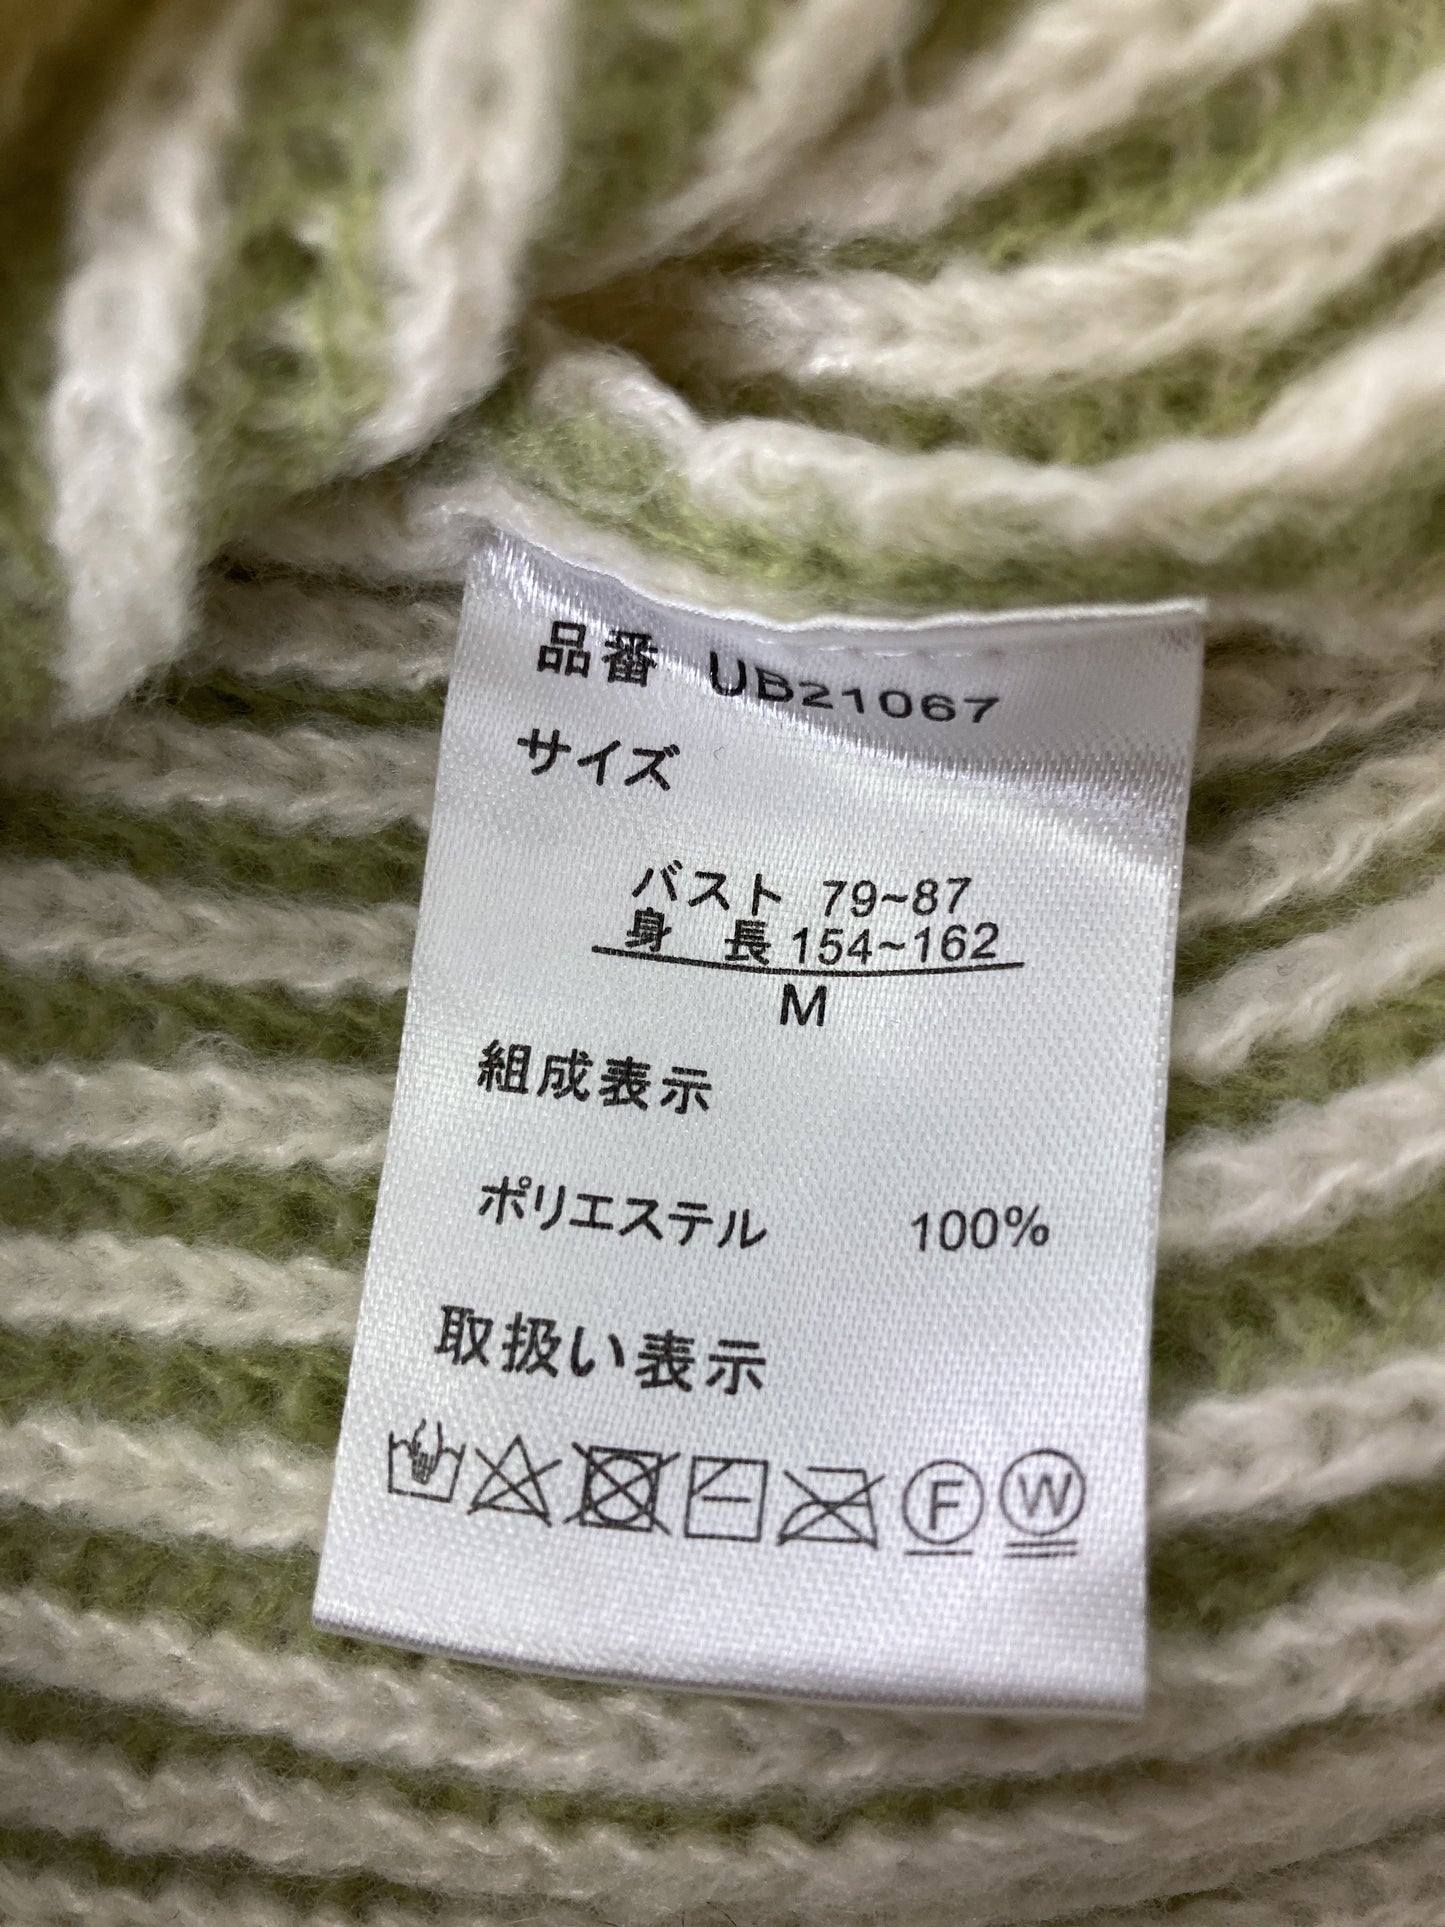 品番 UB21067
サイズ
バスト 79~87
身 長 154~162
M
組成表示
ポリエステル 100%
取扱い表示
F W